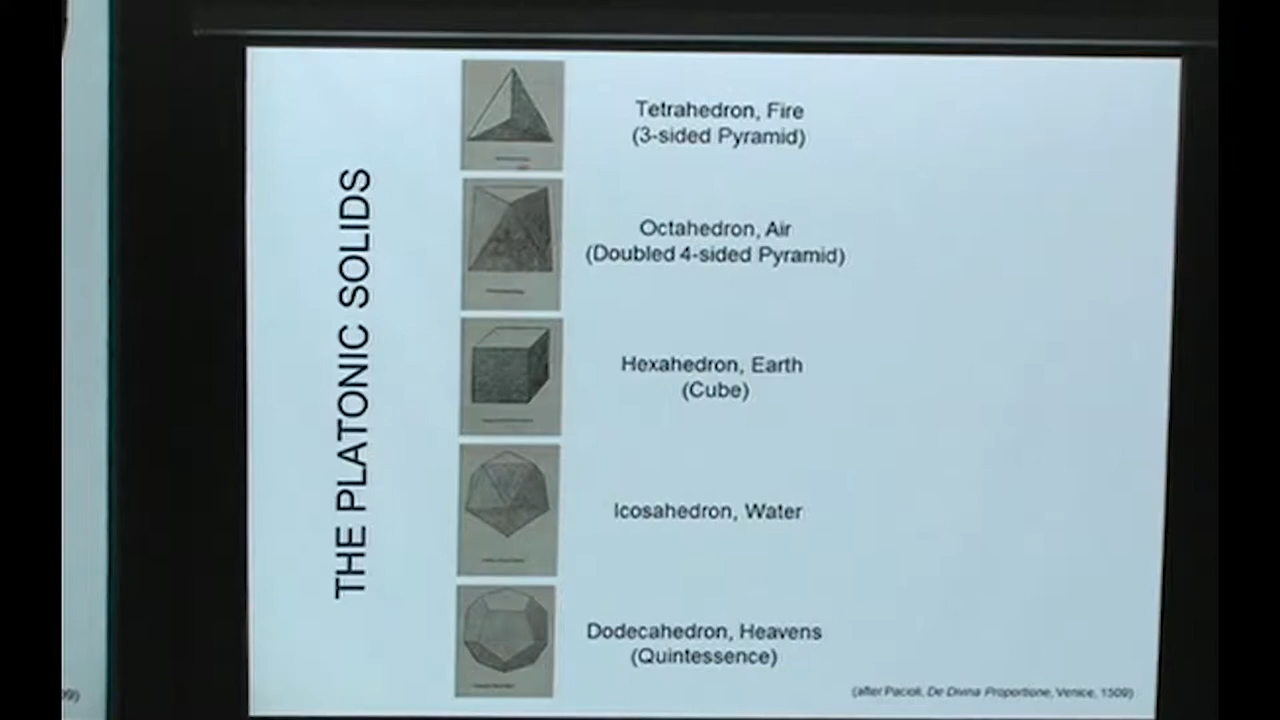 THE PLATONIC SOLIDS
Tetrahedron, Fire
(3-sided Pyramid)
Octahedron, Air
(Doubled 4-sided Pyramid)
Hexahedron, Earth
(Cube)
Icosahedron, Water
Dodecahedron, Heavens
(Quintessence)
(after Pacioli, De Divina Proportione, Venice, 1509)
09)